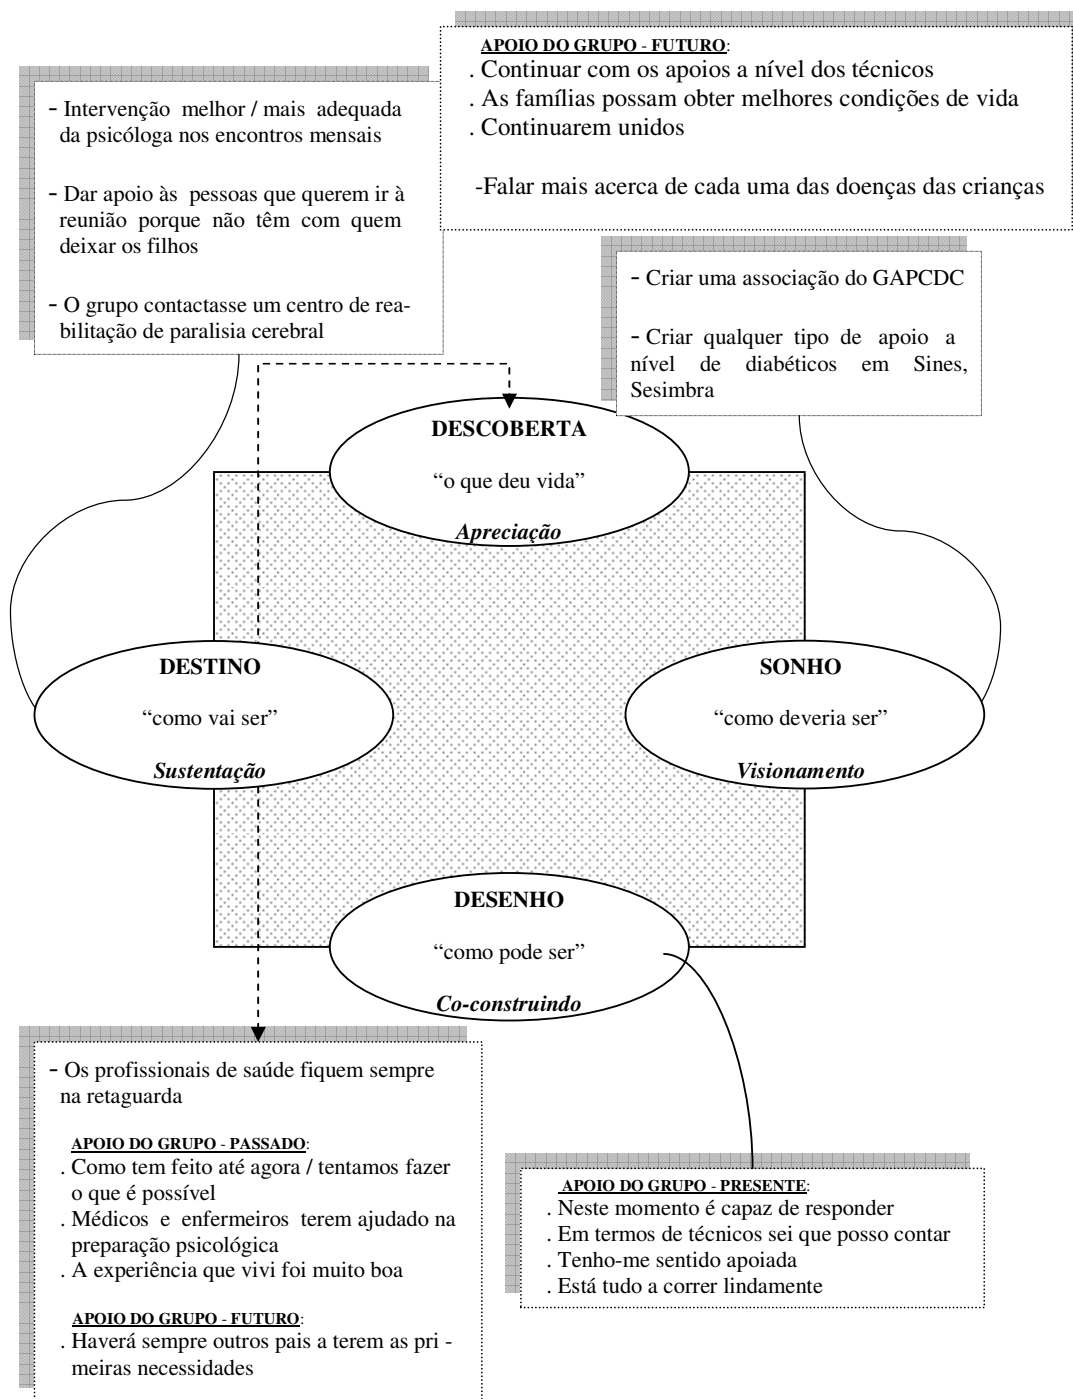 APOIO DO GRUPO - FUTURO:
. Continuar com os apoios a nível dos técnicos
. As famílias possam obter melhores condições de vida
. Continuarem unidos
-Falar mais acerca de cada uma das doenças das crianças
- Intervenção melhor / mais adequada
da psicóloga nos encontros mensais
- Dar apoio às pessoas que querem ir à
reunião porque não têm com quem
deixar os filhos
- O grupo contactasse um centro de rea-
bilitação de paralisia cerebral
- Criar uma associação do GAPCDC
- Criar qualquer tipo de apoio a
nível de diabéticos em Sines,
Sesimbra
DESCOBERTA
“o que deu vida”
Apreciação
DESTINO
“como vai ser”
Sustentação
SONHO
“como deveria ser”
Visionamento
DESENHO
“como pode ser”
Co-construindo
- Os profissionais de saúde fiquem sempre
na retaguarda
APOIO DO GRUPO - PASSADO:
. Como tem feito até agora / tentamos fazer
o que é possível
. Médicos e enfermeiros terem ajudado na
preparação psicológica
. A experiência que vivi foi muito boa
APOIO DO GRUPO - FUTURO:
. Haverá sempre outros pais a terem as pri -
meiras necessidades
APOIO DO GRUPO - PRESENTE:
. Neste momento é capaz de responder
. Em termos de técnicos sei que posso contar
. Tenho-me sentido apoiada
. Está tudo a correr lindamente